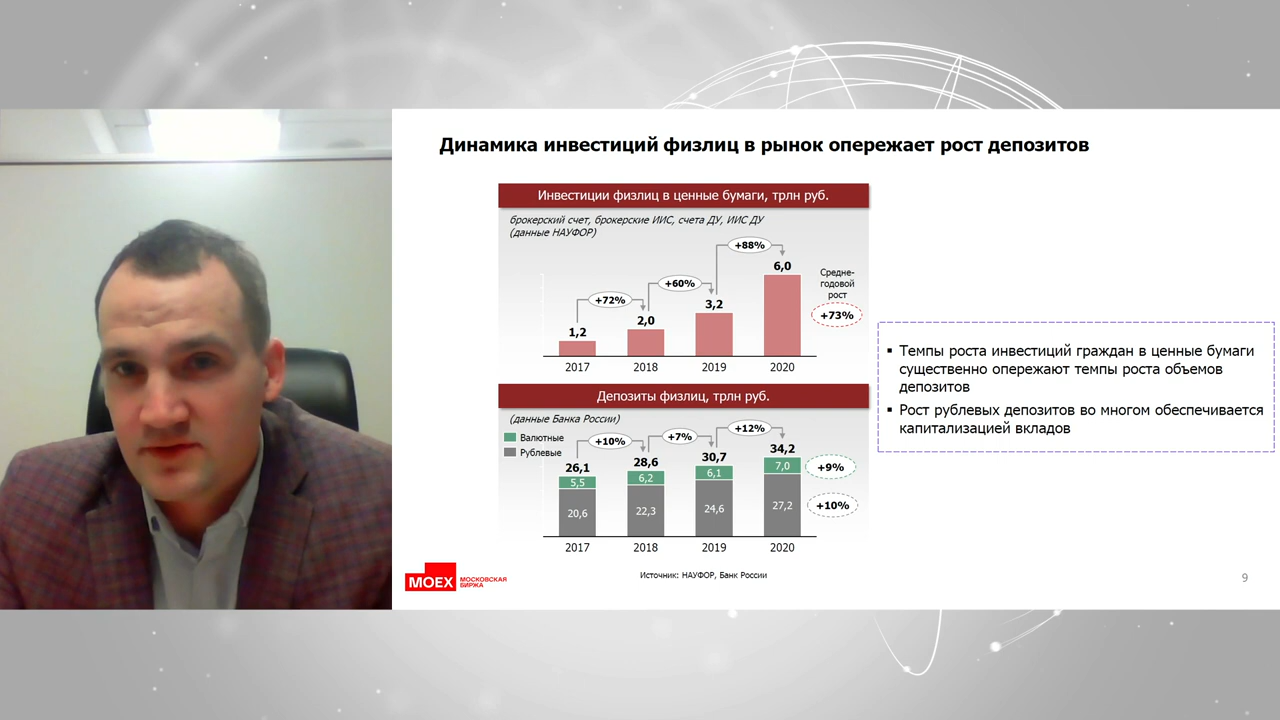 Динамика инвестиций физлиц в рынок опережает рост депозитов
Инвестиции физлиц в ценные бумаги, трлн руб.
брокерский счет, брокерские ИИС, счета ДУ, ИИС ДУ
(данные НАУФОР)
+88%
+60%
+72%
6,0
3,2
2,0
1,2
Средне-
годовой
рост
+73%
2017 2018 2019 2020
Депозиты физлиц, трлн руб.
(данные Банка России)
Валютные
Рублевые
+10% +7% +12%
26,1 28,6 30,7 34,2
5,5 6,2 6,1 7,0
+9%
20,6 22,3 24,6 27,2
+10%
2017 2018 2019 2020
▪ Темпы роста инвестиций граждан в ценные бумаги
существенно опережают темпы роста объемов
депозитов
▪ Рост рублевых депозитов во многом обеспечивается
капитализацией вкладов
MOEX МОСКОВСКАЯ
БИРЖА
Источник: НАУФОР, Банк России
9